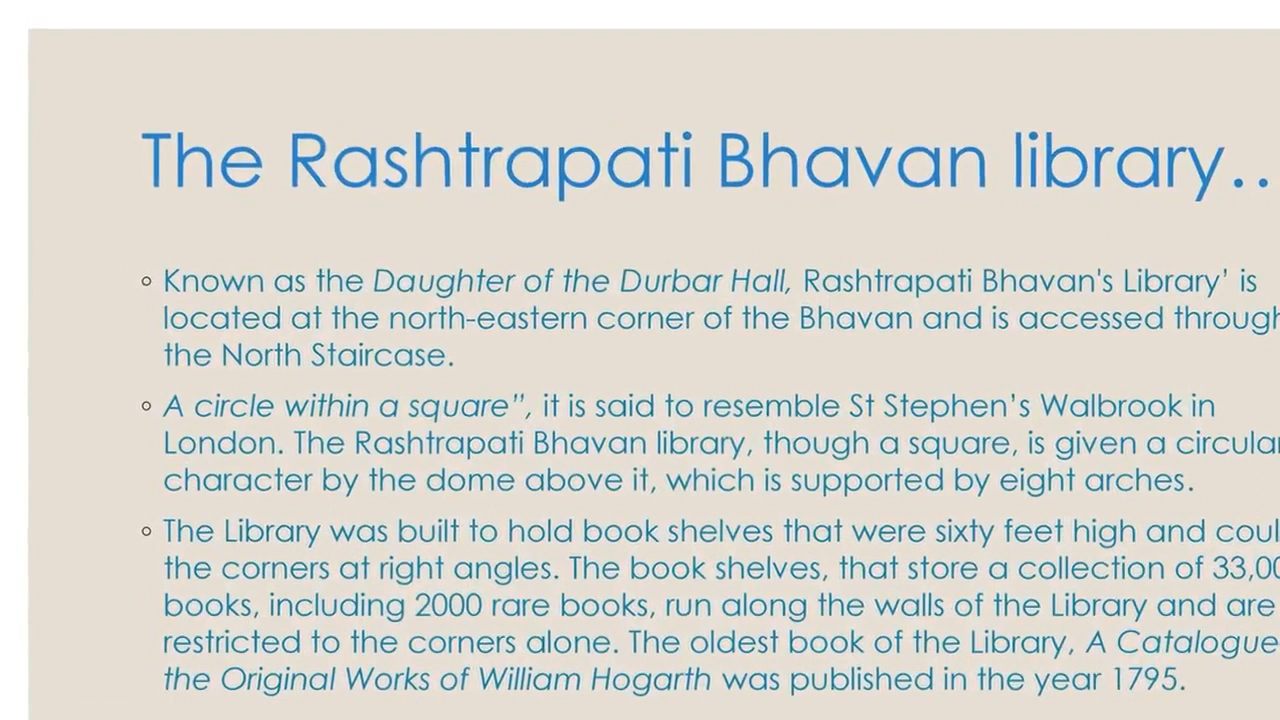 The Rashtrapati Bhavan library..
Known as the Daughter of the Durbar Hall, Rashtrapati Bhavan's Library’ is
located at the north-eastern corner of the Bhavan and is accessed through
the North Staircase.
A circle within a square”, it is said to resemble St Stephen’s Walbrook in
London. The Rashtrapati Bhavan library, though a square, is given a circular
character by the dome above it, which is supported by eight arches.
The Library was built to hold book shelves that were sixty feet high and
the corners at right angles. The book shelves, that store a collection of
books, including 2000 rare books, run along the walls of the Library and are
restricted to the corners alone. The oldest book of the Library, A Catalogue
the Original Works of William Hogarth was published in the year 1795.